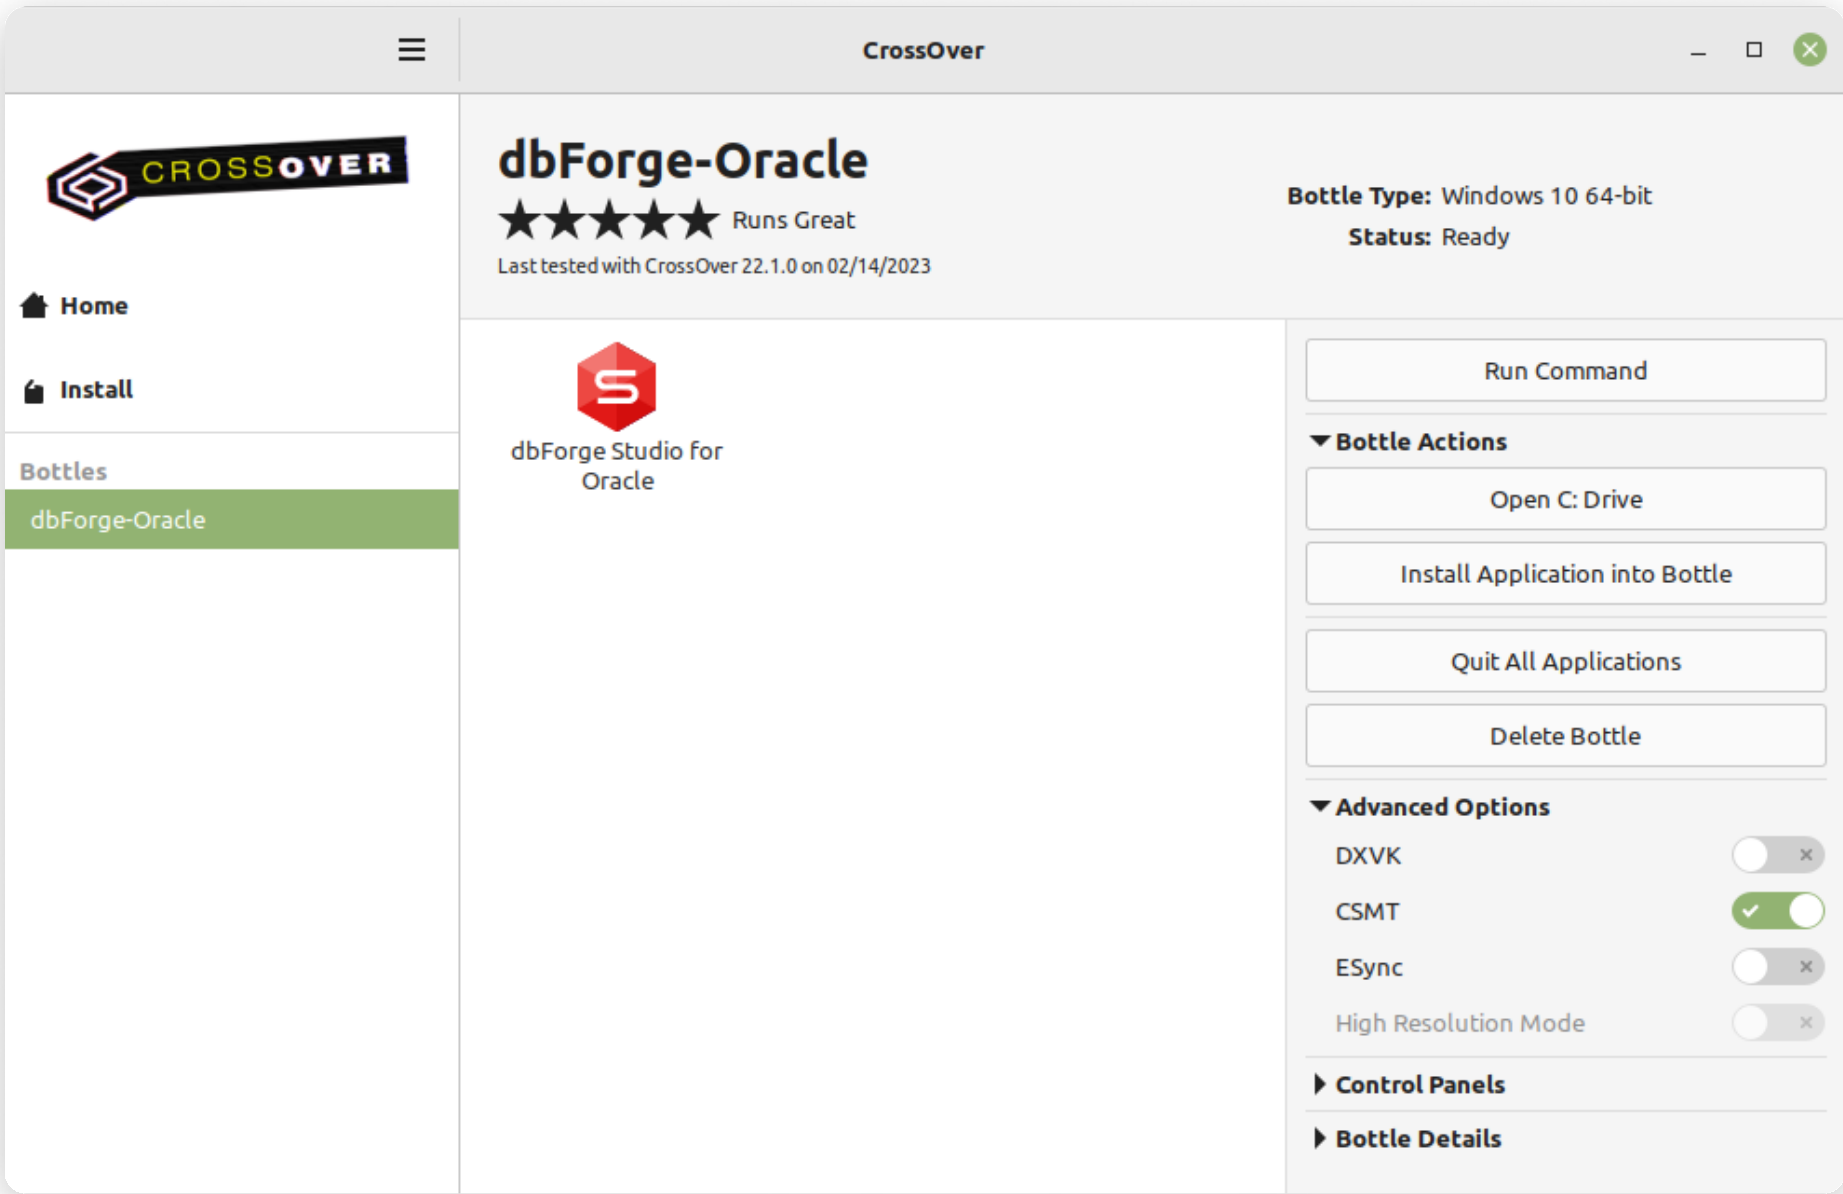 CrossOver
CROSSOVER
Home
Install
Bottles
dbForge-Oracle
dbForge-Oracle
Runs Great
Last tested with CrossOver 22.1.0 on 02/14/2023
Bottle Type: Windows 10 64-bit
Status: Ready
dbForge Studio for
Oracle
Run Command
Bottle Actions
Open C: Drive
Install Application into Bottle
Quit All Applications
Delete Bottle
Advanced Options
DXVK
CSMT
ESync
High Resolution Mode
Control Panels
Bottle Details